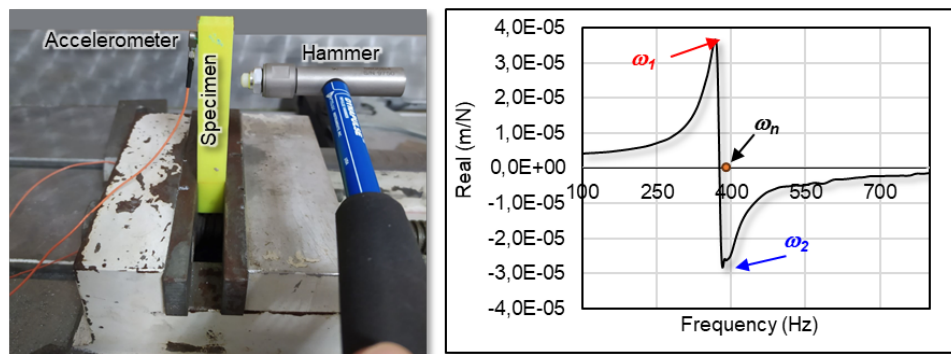 Accelerometer
Specimen
Hammer
4,0E-05
3,0E-05
2,0E-05
1,0E-05
0,0E+00
-1,0E-05
-2,0E-05
-3,0E-05
-4,0E-05
Real (m/N)
ω1
ωn
ω2
100 250 400 550 700
Frequency (Hz)